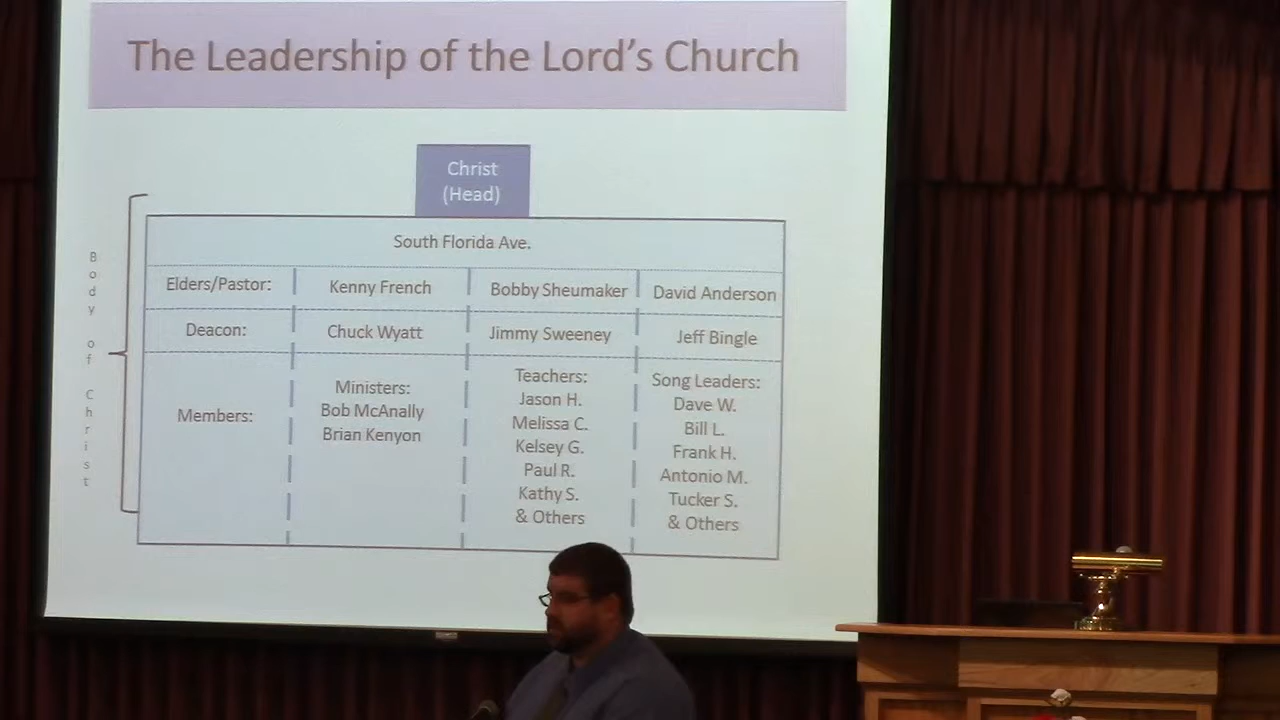 The Leadership of the Lord's Church
Christ
(Head)
Body of Christ
South Florida Ave.
Elders/Pastor: Kenny French Bobby Sheumaker David Anderson
Deacon: Chuck Wyatt Jimmy Sweeney Jeff Bingle
Members:
Ministers:
Bob McAnally
Brian Kenyon
Teachers:
Jason H.
Melissa C.
Kelsey G.
Paul R.
Kathy S.
& Others
Song Leaders:
Dave W.
Bill L.
Frank H.
Antonio M.
Tucker S.
& Others